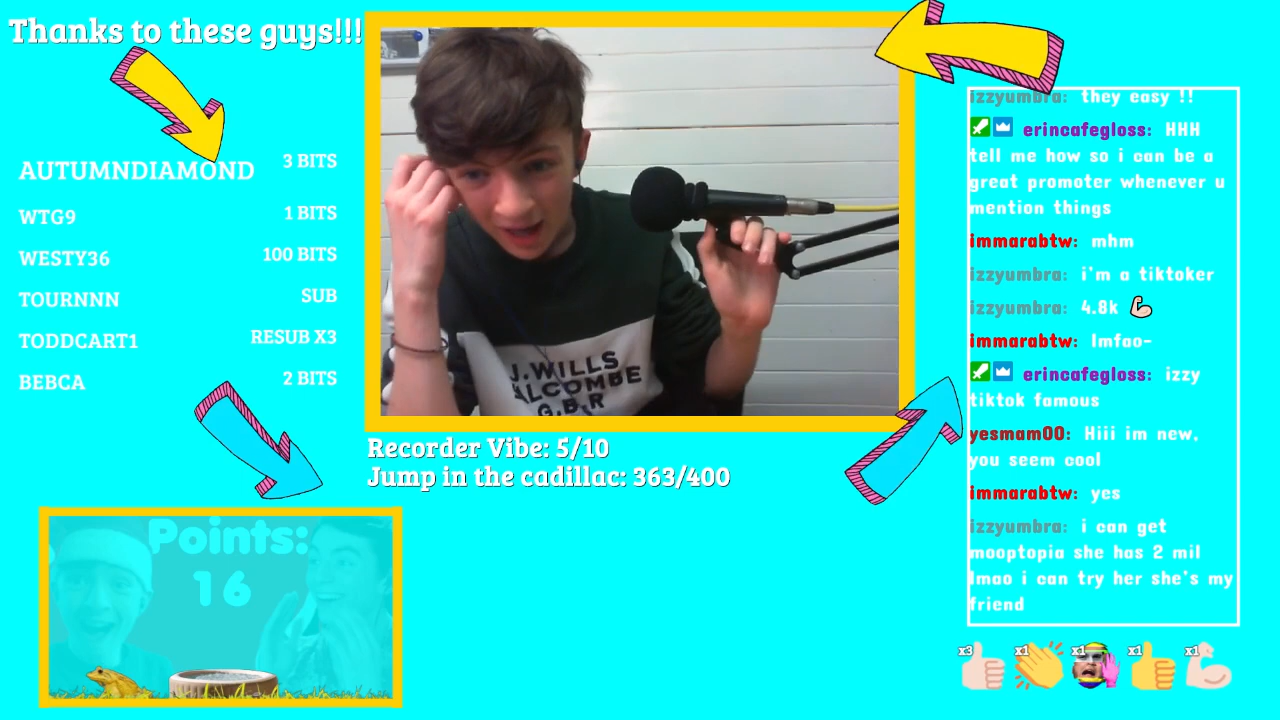 Thanks to these guys!!!
AUTUMNDIAMOND 3 BITS
WTG9 1 BITS
WESTY36 100 BITS
TOURNNN SUB
TODDCART1 RESUB X3
BEBCA 2 BITS
J.WILLS
ALCOMBE
G.B.R
Recorder Vibe: 5/10
Jump in the cadillac: 363/400
Points:
16
izzyumbra: they easy !!
erincafegloss: HHH
tell me how so i can be a
great promoter whenever u
mention things
immarabtw: mhm
izzyumbra: i'm a tiktoker
izzyumbra: 4.8k
immarabtw: lmfao-
erincafegloss: izzy
tiktok famous
yesmam00: Hiii im new,
you seem cool
immarabtw: yes
izzyumbra: i can get
mooptopia she has 2 mil
lmao i can try her she's my
friend
x3 x1 x1 x1 x1